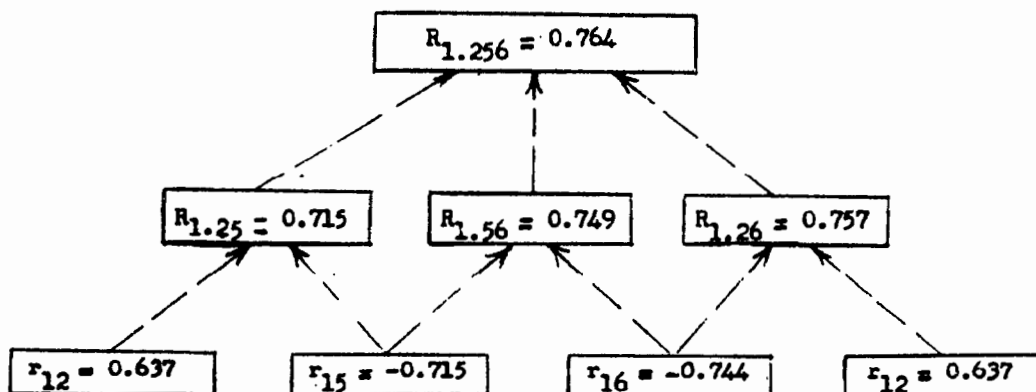 R1.256 = 0.764
R1.25 = 0.715
R1.56 = 0.749
R1.26 = 0.757
r12 = 0.637
r15 = -0.715
r16 = -0.744
r12 = 0.637